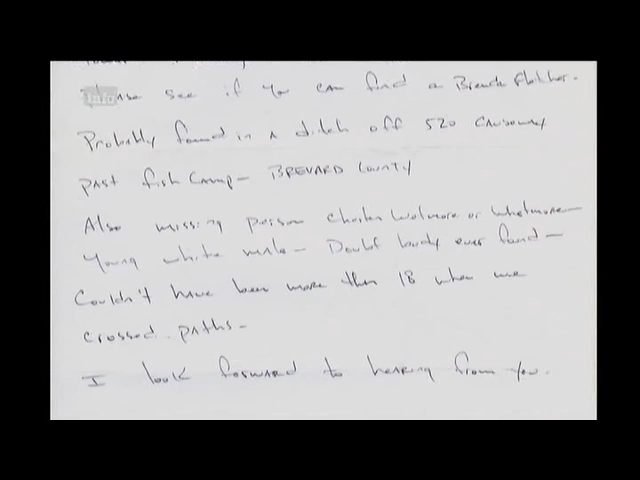 Please see if you can find a Brenda Fletcher-
Probably found in a ditch off 520 Causeway
past fish Camp- BREVARD COUNTY
Also missing person chester Wetmore or Whetmore-
Young white male- Doubt body ever found-
Couldn't have been more than 18 when we
crossed paths-
I look forward to hearing from you.